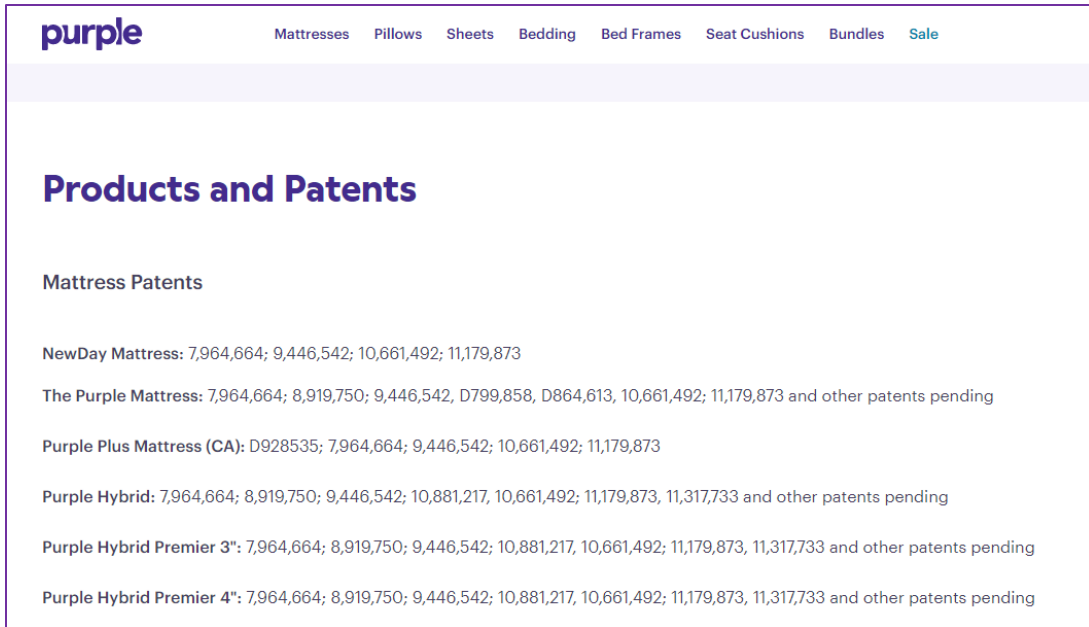 purple
Mattresses Pillows Sheets Bedding Bed Frames Seat Cushions Bundles Sale
Products and Patents
Mattress Patents
NewDay Mattress: 7,964,664; 9,446,542; 10,661,492; 11,179,873
The Purple Mattress: 7,964,664; 8,919,750; 9,446,542, D799,858, D864,613, 10,661,492; 11,179,873 and other patents pending
Purple Plus Mattress (CA): D928535; 7,964,664; 9,446,542; 10,661,492; 11,179,873
Purple Hybrid: 7,964,664; 8,919,750; 9,446,542; 10,881,217, 10,661,492; 11,179,873, 11,317,733 and other patents pending
Purple Hybrid Premier 3": 7,964,664; 8,919,750; 9,446,542; 10,881,217, 10,661,492; 11,179,873, 11,317,733 and other patents pending
Purple Hybrid Premier 4": 7,964,664; 8,919,750; 9,446,542; 10,881,217, 10,661,492; 11,179,873, 11,317,733 and other patents pending